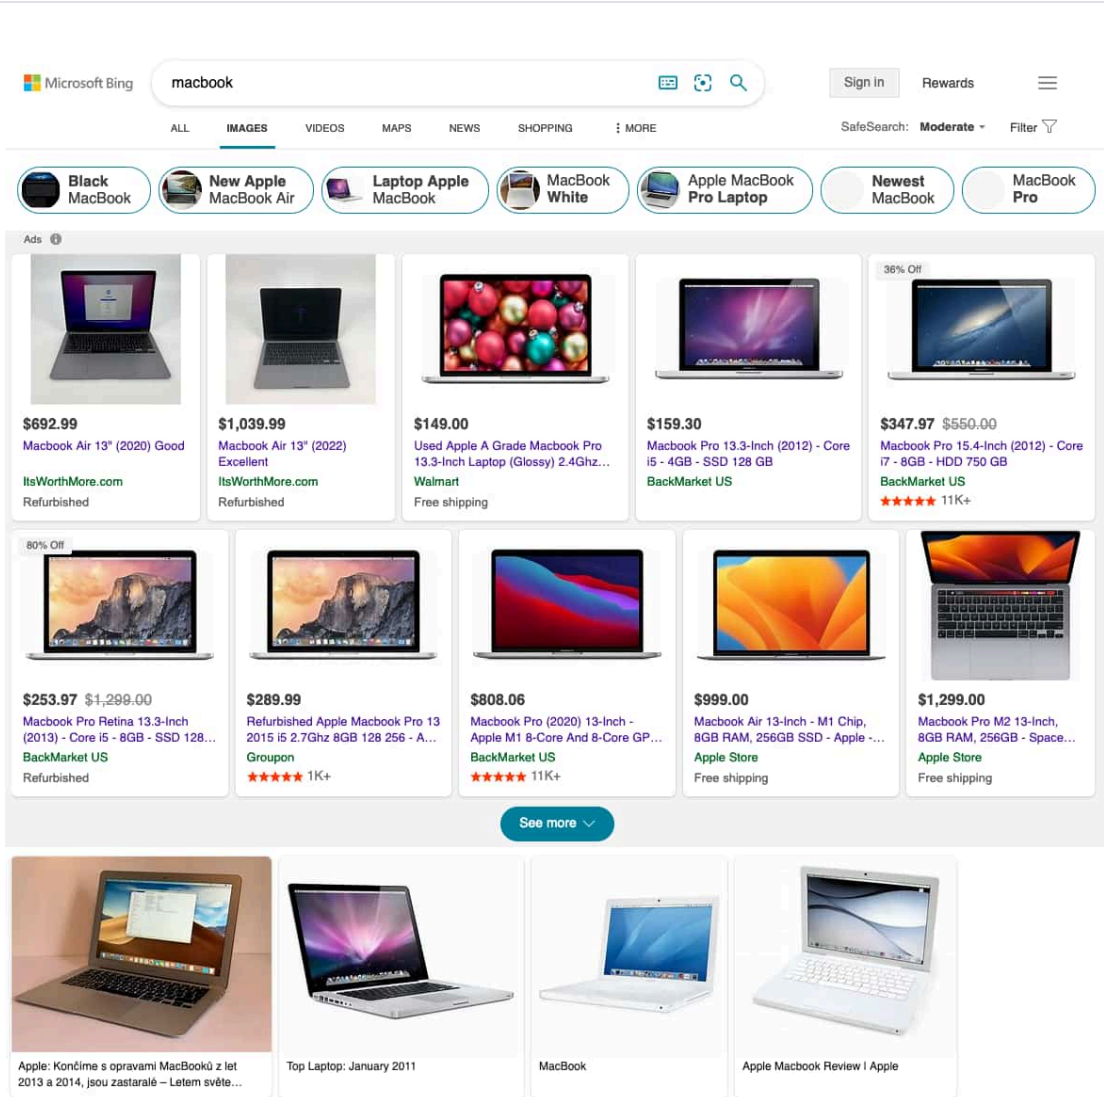 Microsoft Bing
macbook
Sign in
Rewards
ALL
IMAGES
VIDEOS
MAPS
NEWS
SHOPPING
MORE
SafeSearch: Moderate
Filter
Black
MacBook
New Apple
MacBook Air
Laptop Apple
MacBook
MacBook
White
Apple MacBook
Pro Laptop
Newest
MacBook
MacBook
Pro
Ads
$692.99
Macbook Air 13" (2020) Good
ItsWorthMore.com
Refurbished
$1,039.99
Macbook Air 13" (2022)
Excellent
ItsWorthMore.com
Refurbished
$149.00
Used Apple A Grade Macbook Pro
13.3-Inch Laptop (Glossy) 2.4Ghz...
Walmart
Free shipping
$159.30
Macbook Pro 13.3-Inch (2012) - Core
i5 - 4GB - SSD 128 GB
BackMarket US
36% Off
$347.97 $550.00
Macbook Pro 15.4-Inch (2012) - Core
i7 - 8GB - HDD 750 GB
BackMarket US
11K+
80% Off
$253.97 $1,299.00
Macbook Pro Retina 13.3-Inch
(2013) - Core i5 - 8GB - SSD 128...
BackMarket US
Refurbished
$289.99
Refurbished Apple Macbook Pro 13
2015 i5 2.7Ghz 8GB 128 256 - A...
Groupon
1K+
$808.06
Macbook Pro (2020) 13-Inch -
Apple M1 8-Core And 8-Core GP...
BackMarket US
11K+
$999.00
Macbook Air 13-Inch - M1 Chip,
8GB RAM, 256GB SSD - Apple -...
Apple Store
Free shipping
$1,299.00
Macbook Pro M2 13-Inch,
8GB RAM, 256GB - Space...
Apple Store
Free shipping
See more
Apple: Končíme s opravami MacBooků z let
2013 a 2014, jsou zastaralé – Letem světe...
Top Laptop: January 2011
MacBook
Apple Macbook Review | Apple